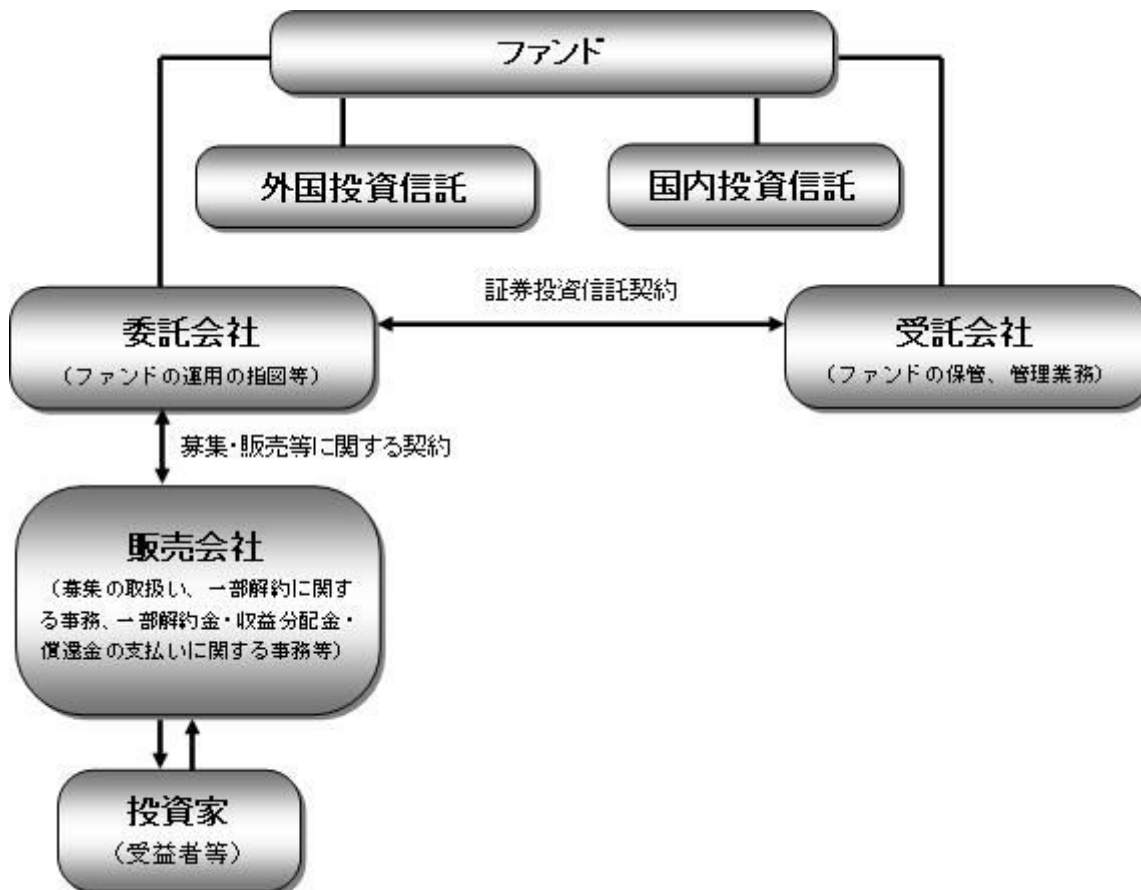 ファンド
外国投資信託
国内投資信託
証券投資信託契約
委託会社
（ファンドの運用の指図等）
受託会社
（ファンドの保管、管理業務）
募集・販売等に関する契約
販売会社
（募集の取扱い、一部解約に関す
る事務、一部解約金・収益分配金・
償還金の支払いに関する事務等）
投資家
（受益者等）